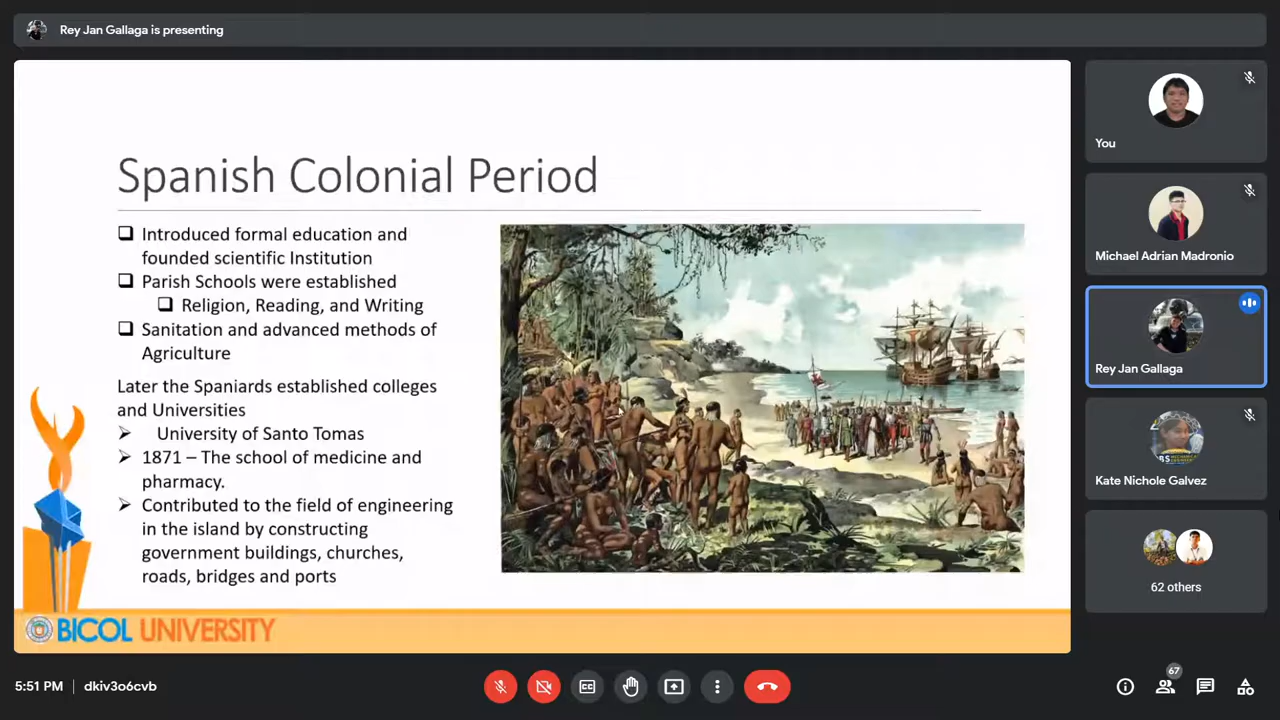 Rey Jan Gallaga is presenting
Spanish Colonial Period
Introduced formal education and
founded scientific Institution
Parish Schools were established
Religion, Reading, and Writing
Sanitation and advanced methods of
Agriculture
Later the Spaniards established colleges
and Universities
University of Santo Tomas
1871 – The school of medicine and
pharmacy.
Contributed to the field of engineering
in the island by constructing
government buildings, churches,
roads, bridges and ports
BICOL UNIVERSITY
You
Michael Adrian Madronio
Rey Jan Gallaga
Kate Nichole Galvez
62 others
5:51 PM | dkiv3o6cvb
CC
67